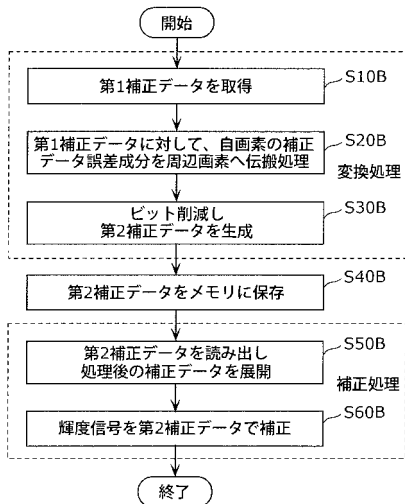 開始
第1補正データを取得
S10B
第1補正データに対して、自画素の補正
データ誤差成分を周辺画素へ伝搬処理
S20B
変換処理
ビット削減し
第2補正データを生成
S30B
第2補正データをメモリに保存
S40B
第2補正データを読み出し
処理後の補正データを展開
S50B
補正処理
輝度信号を第2補正データで補正
S60B
終了